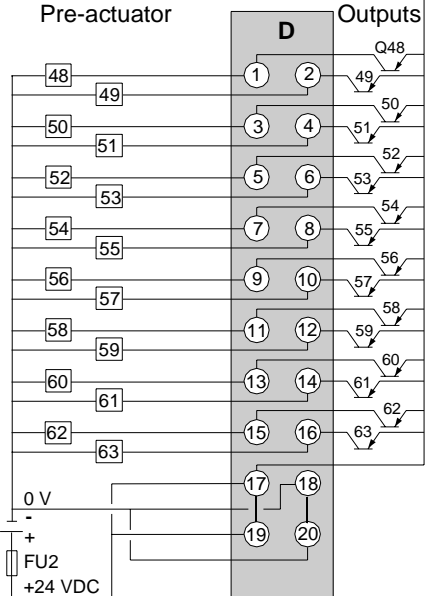 Pre-actuator D Outputs
Q48
48 1 2 49
49
50
50 3 4 51
51
52
52 5 6 53
53
54
54 7 8 55
55
56
56 9 10 57
57
58
58 11 12 59
59
60
60 13 14 61
61
62
62 15 16 63
63
17 18
0 V
-
+ 19 20
FU2
+24 VDC